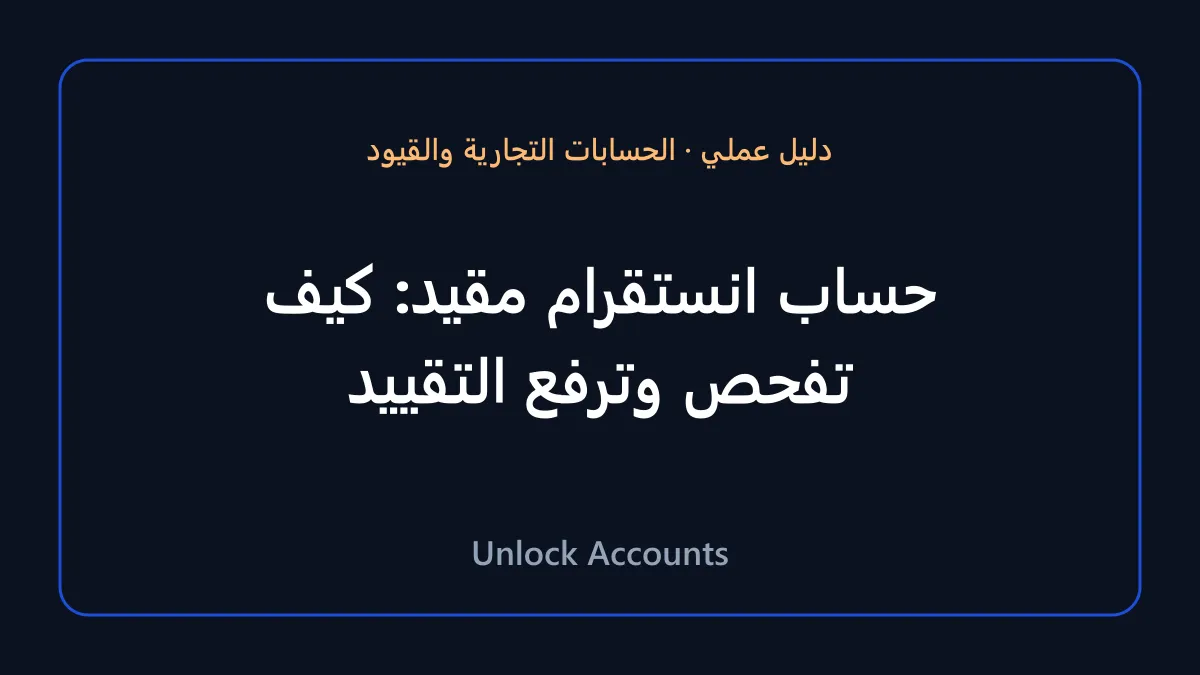 دليل عملي · الحسابات التجارية والقيود
حساب انستقرام مقيد: كيف
تفحص وترفع التقييد
Unlock Accounts